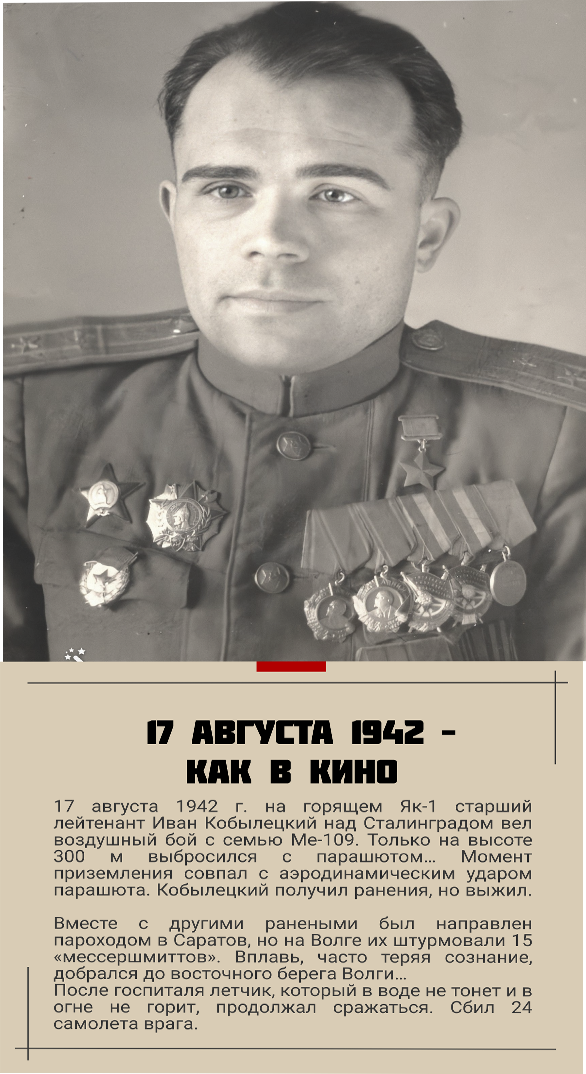 17 АВГУСТА 1942 -
КАК В КИНО
17 августа 1942 г. на горящем Як-1 старший
лейтенант Иван Кобылецкий над Сталинградом вел
воздушный бой с семью Ме-109. Только на высоте
300 м выбросился с парашютом... Момент
приземления совпал с аэродинамическим ударом
парашюта. Кобылецкий получил ранения, но выжил.
Вместе с другими ранеными был направлен
пароходом в Саратов, но на Волге их штурмовали 15
«мессершмиттов». Вплавь, часто теряя сознание,
добрался до восточного берега Волги...
После госпиталя летчик, который в воде не тонет и в
огне не горит, продолжал сражаться. Сбил 24
самолета врага.